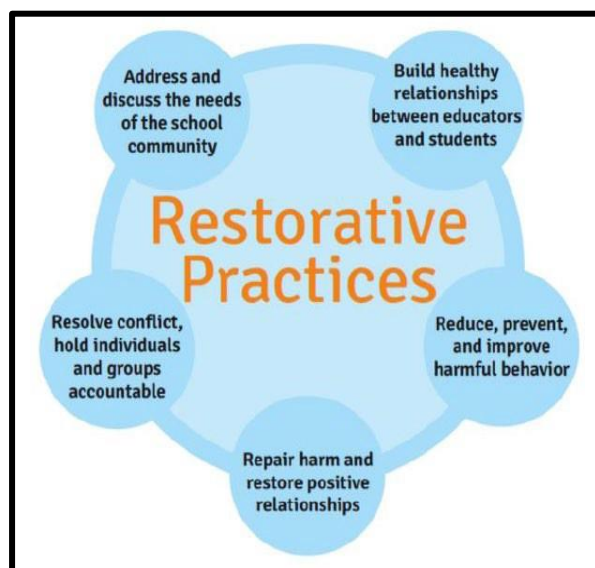 Address and
discuss the needs
of the school
community
Build healthy
relationships
between educators
and students
Restorative
Practices
Resolve conflict,
hold individuals
and groups
accountable
Reduce, prevent,
and improve
harmful behavior
Repair harm and
restore positive
relationships